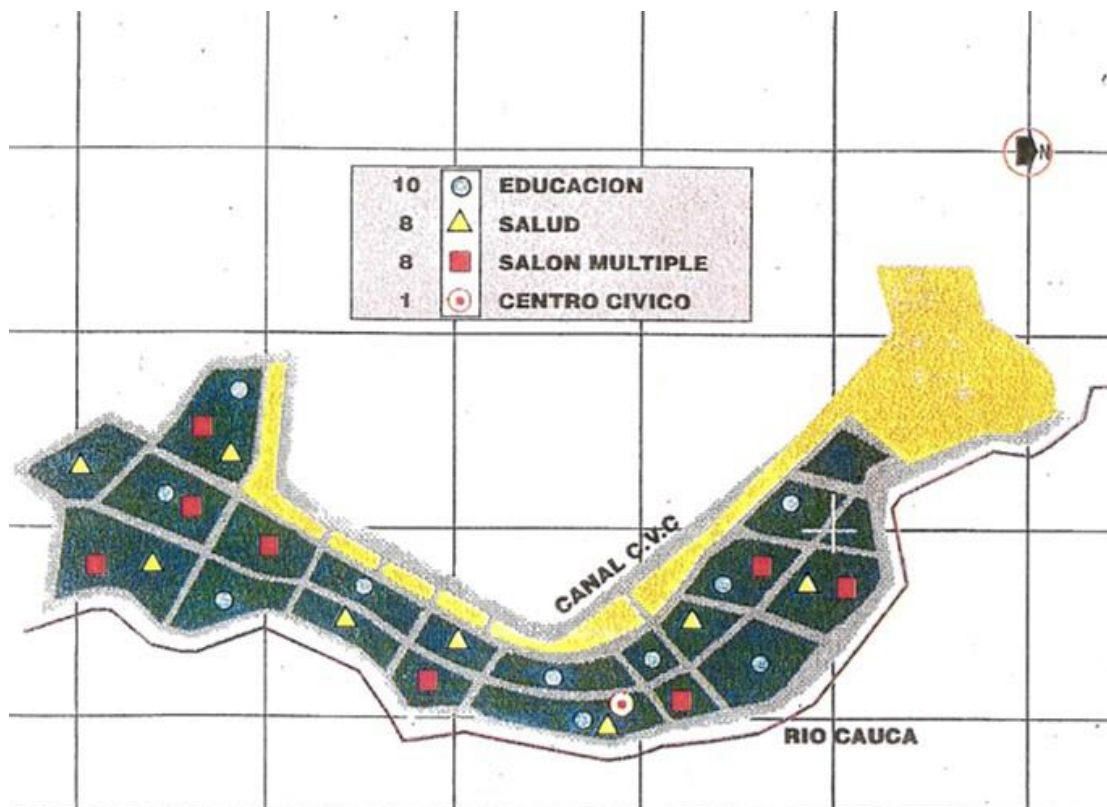 N
10 EDUCACION
8 SALUD
8 SALON MULTIPLE
1 CENTRO CIVICO
CANAL C.V.C
RIO CAUCA